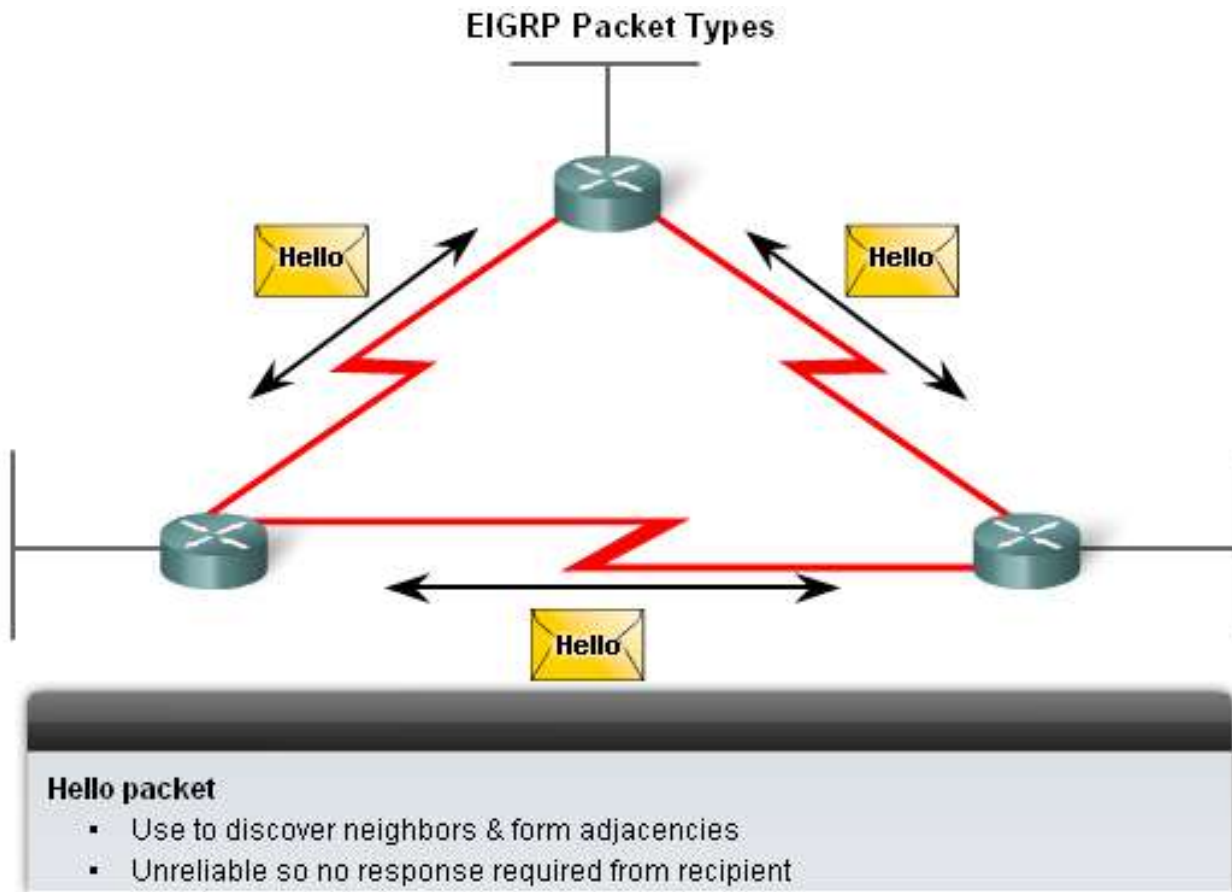 EIGRP Packet Types
Hello
Hello
Hello
Hello packet
▪ Use to discover neighbors & form adjacencies
▪ Unreliable so no response required from recipient